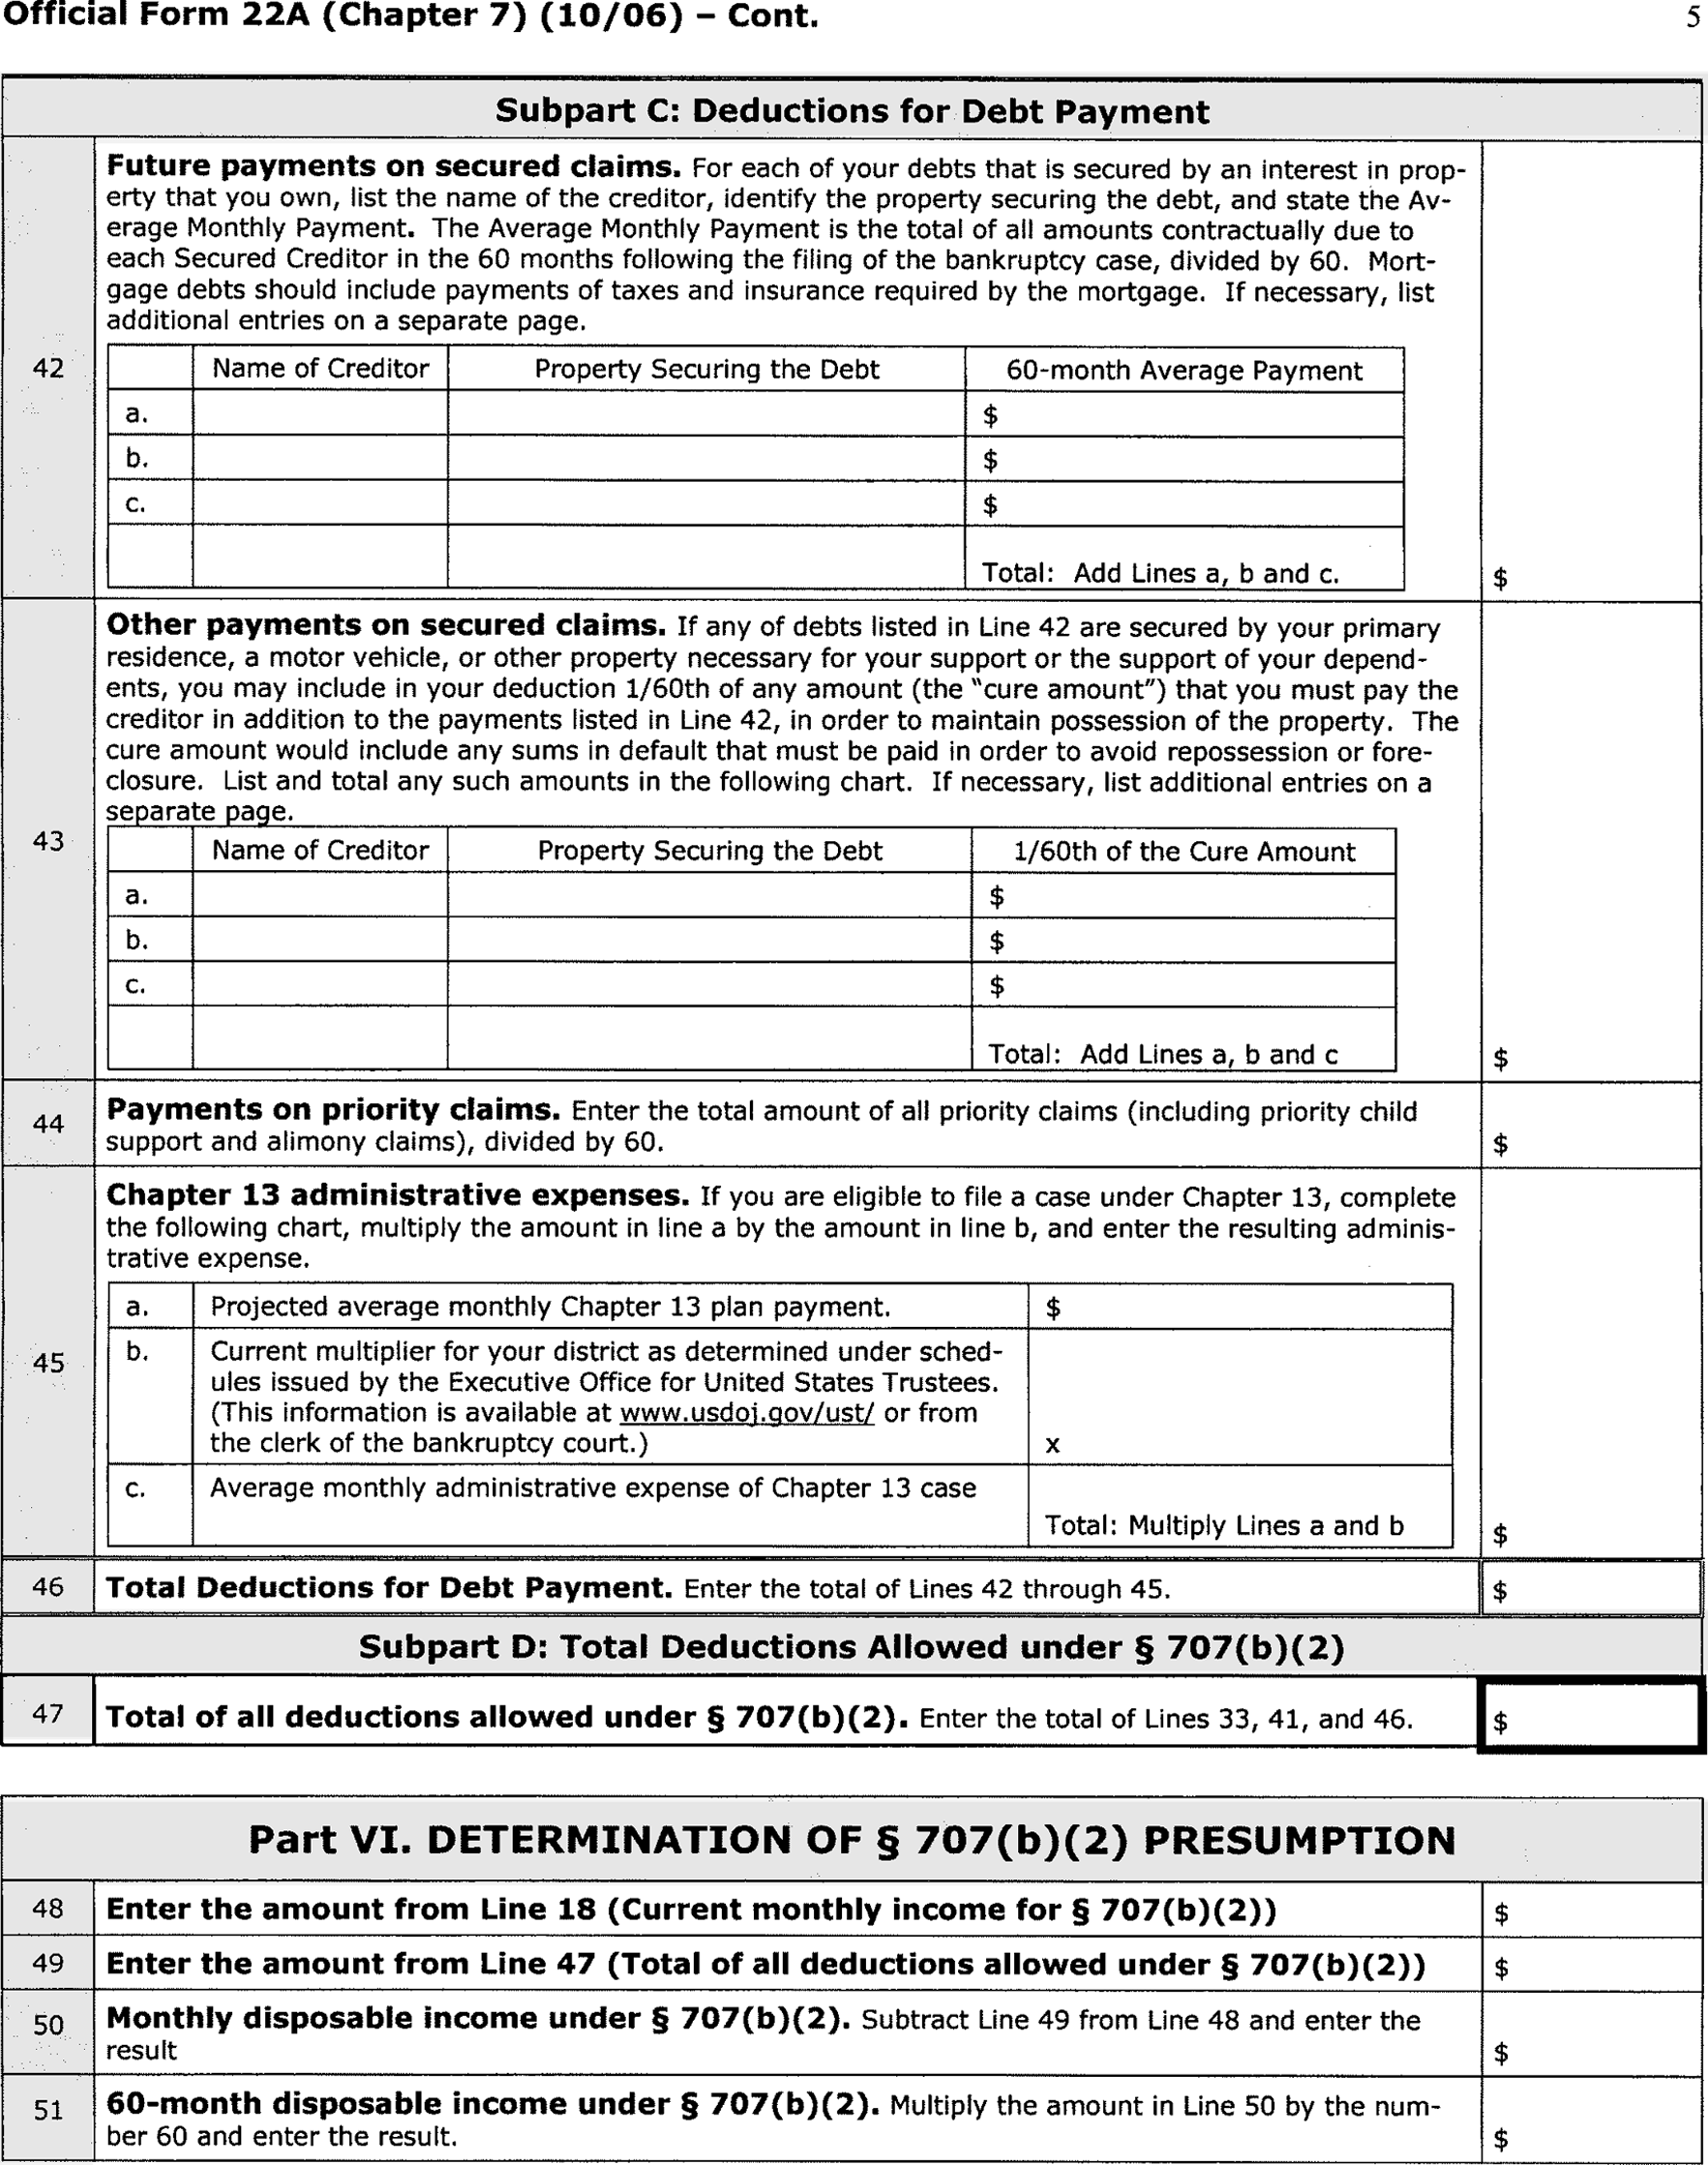 Official Form 22A (Chapter 7) (10/06) – Cont. 5
Subpart C: Deductions for Debt Payment
42
Future payments on secured claims. For each of your debts that is secured by an interest in prop-
erty that you own, list the name of the creditor, identify the property securing the debt, and state the Av-
erage Monthly Payment. The Average Monthly Payment is the total of all amounts contractually due to
each Secured Creditor in the 60 months following the filing of the bankruptcy case, divided by 60. Mort-
gage debts should include payments of taxes and insurance required by the mortgage. If necessary, list
additional entries on a separate page.
Name of Creditor Property Securing the Debt 60-month Average Payment
a. $
b. $
c. $
Total: Add Lines a, b and c. $
43
Other payments on secured claims. If any of debts listed in Line 42 are secured by your primary
residence, a motor vehicle, or other property necessary for your support or the support of your depend-
ents, you may include in your deduction 1/60th of any amount (the “cure amount”) that you must pay the
creditor in addition to the payments listed in Line 42, in order to maintain possession of the property. The
cure amount would include any sums in default that must be paid in order to avoid repossession or fore-
closure. List and total any such amounts in the following chart. If necessary, list additional entries on a
separate page.
Name of Creditor Property Securing the Debt 1/60th of the Cure Amount
a. $
b. $
c. $
Total: Add Lines a, b and c $
44
Payments on priority claims. Enter the total amount of all priority claims (including priority child
support and alimony claims), divided by 60. $
45
Chapter 13 administrative expenses. If you are eligible to file a case under Chapter 13, complete
the following chart, multiply the amount in line a by the amount in line b, and enter the resulting adminis-
trative expense.
a. Projected average monthly Chapter 13 plan payment. $
b. Current multiplier for your district as determined under sched-
ules issued by the Executive Office for United States Trustees.
(This information is available at www.usdoj.gov/ust/ or from
the clerk of the bankruptcy court.) x
c. Average monthly administrative expense of Chapter 13 case
Total: Multiply Lines a and b $
46 Total Deductions for Debt Payment. Enter the total of Lines 42 through 45. $
Subpart D: Total Deductions Allowed under § 707(b)(2)
47 Total of all deductions allowed under § 707(b)(2). Enter the total of Lines 33, 41, and 46. $
Part VI. DETERMINATION OF § 707(b)(2) PRESUMPTION
48 Enter the amount from Line 18 (Current monthly income for § 707(b)(2)) $
49 Enter the amount from Line 47 (Total of all deductions allowed under § 707(b)(2)) $
50 Monthly disposable income under § 707(b)(2). Subtract Line 49 from Line 48 and enter the
result $
51 60-month disposable income under § 707(b)(2). Multiply the amount in Line 50 by the num-
ber 60 and enter the result. $